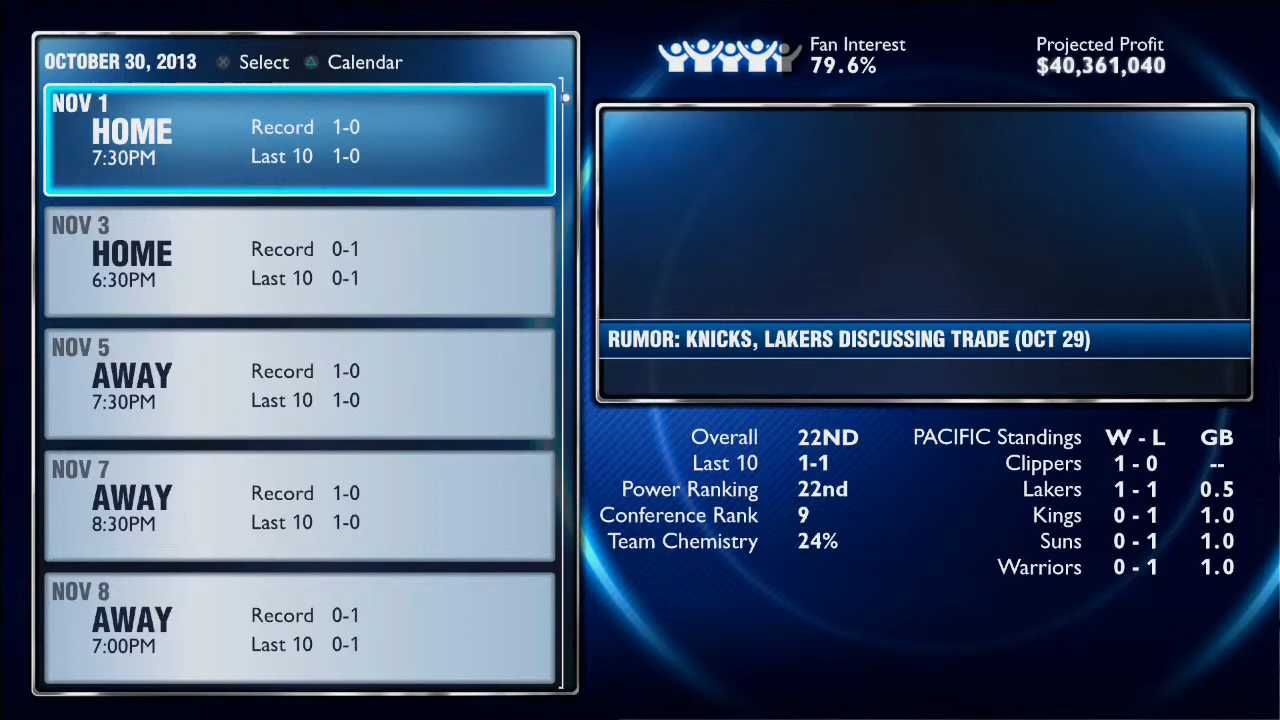 OCTOBER 30, 2013 Select Calendar
NOV 1
HOME
7:30PM
Record 1-0
Last 10 1-0
NOV 3
HOME
6:30PM
Record 0-1
Last 10 0-1
NOV 5
AWAY
7:30PM
Record 1-0
Last 10 1-0
NOV 7
AWAY
8:30PM
Record 1-0
Last 10 1-0
NOV 8
AWAY
7:00PM
Record 0-1
Last 10 0-1
Fan Interest
79.6%
Projected Profit
$40,361,040
RUMOR: KNICKS, LAKERS DISCUSSING TRADE (OCT 29)
Overall 22ND
Last 10 1-1
Power Ranking 22nd
Conference Rank 9
Team Chemistry 24%
PACIFIC Standings W - L GB
Clippers 1 - 0 --
Lakers 1 - 1 0.5
Kings 0 - 1 1.0
Suns 0 - 1 1.0
Warriors 0 - 1 1.0